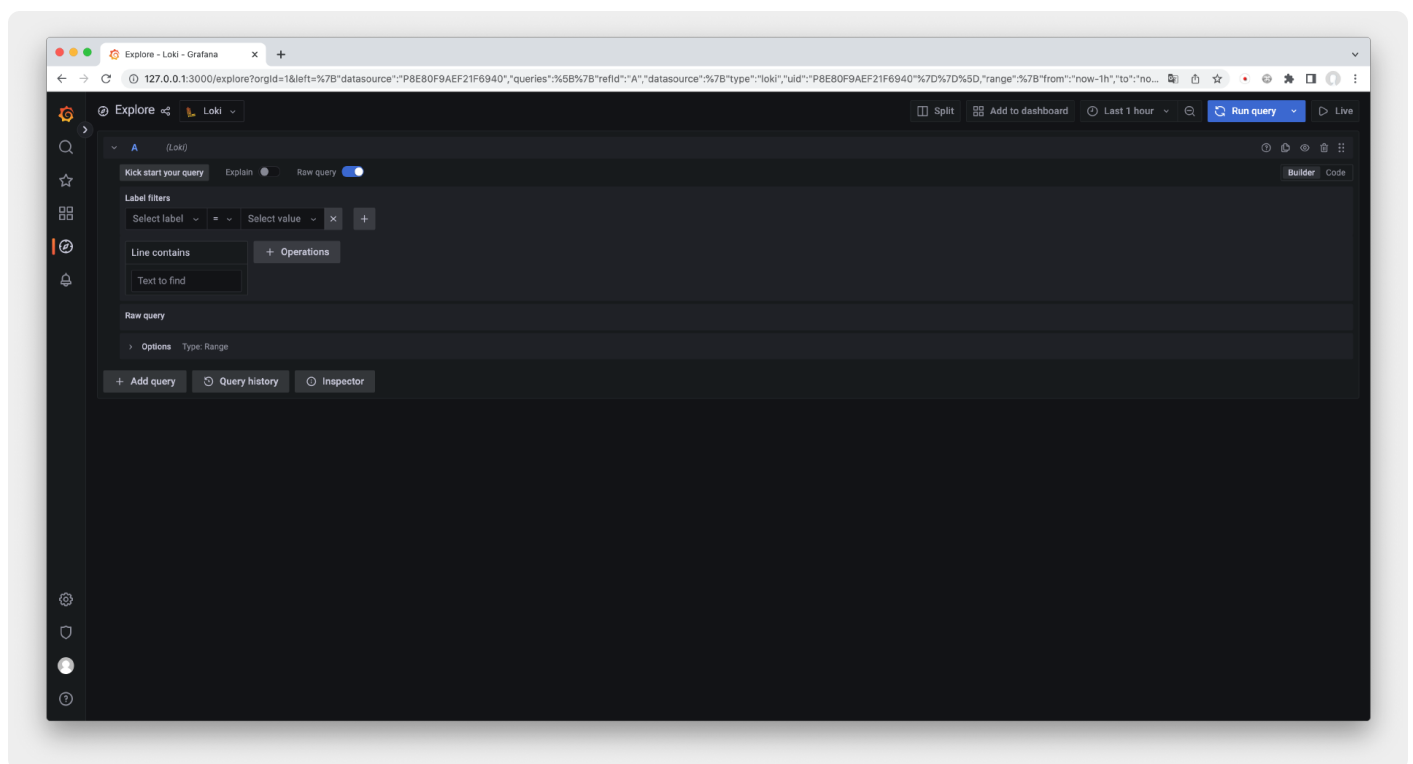 Explore - Loki - Grafana
127.0.0.1:3000/explore?orgId=1&left=%7B"datasource":"P8E80F9AEF21F6940","queries":%5B%7B"refId":"A","datasource":%7B"type":"loki","uid":"P8E80F9AEF21F6940"%7D%7D%5D,"range":%7B"from":"now-1h","to":"no...
Explore Loki Split Add to dashboard Last 1 hour Run query Live
A (Loki)
Kick start your query Explain Raw query Builder Code
Label filters
Select label = Select value
Line contains + Operations
Text to find
Raw query
Options Type: Range
+ Add query Query history Inspector